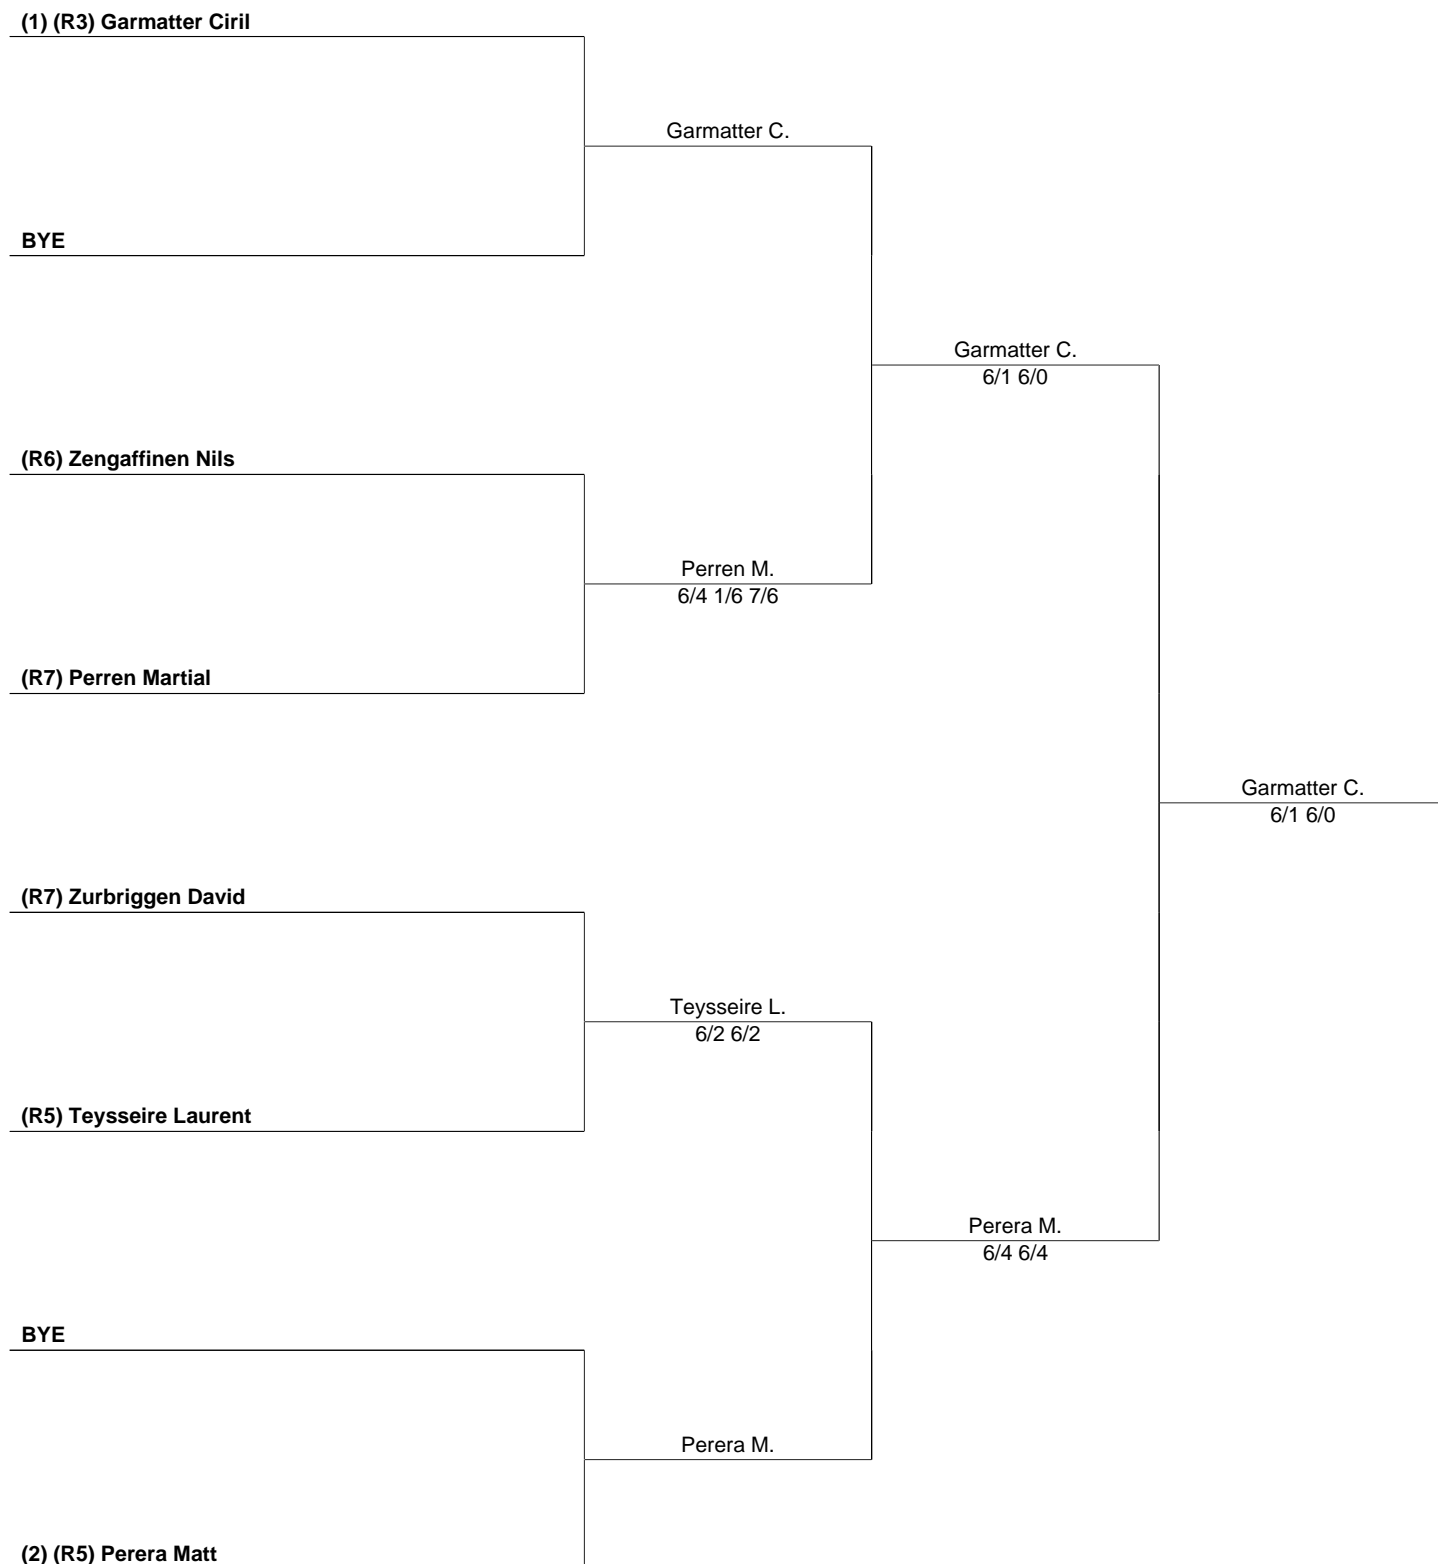 (1) (R3) Garmatter Ciril
Garmatter C.
BYE
Garmatter C.
6/1 6/0
(R6) Zengaffinen Nils
Perren M.
6/4 1/6 7/6
(R7) Perren Martial
Garmatter C.
6/1 6/0
(R7) Zurbriggen David
Teysseire L.
6/2 6/2
(R5) Teysseire Laurent
Perera M.
6/4 6/4
BYE
Perera M.
(2) (R5) Perera Matt